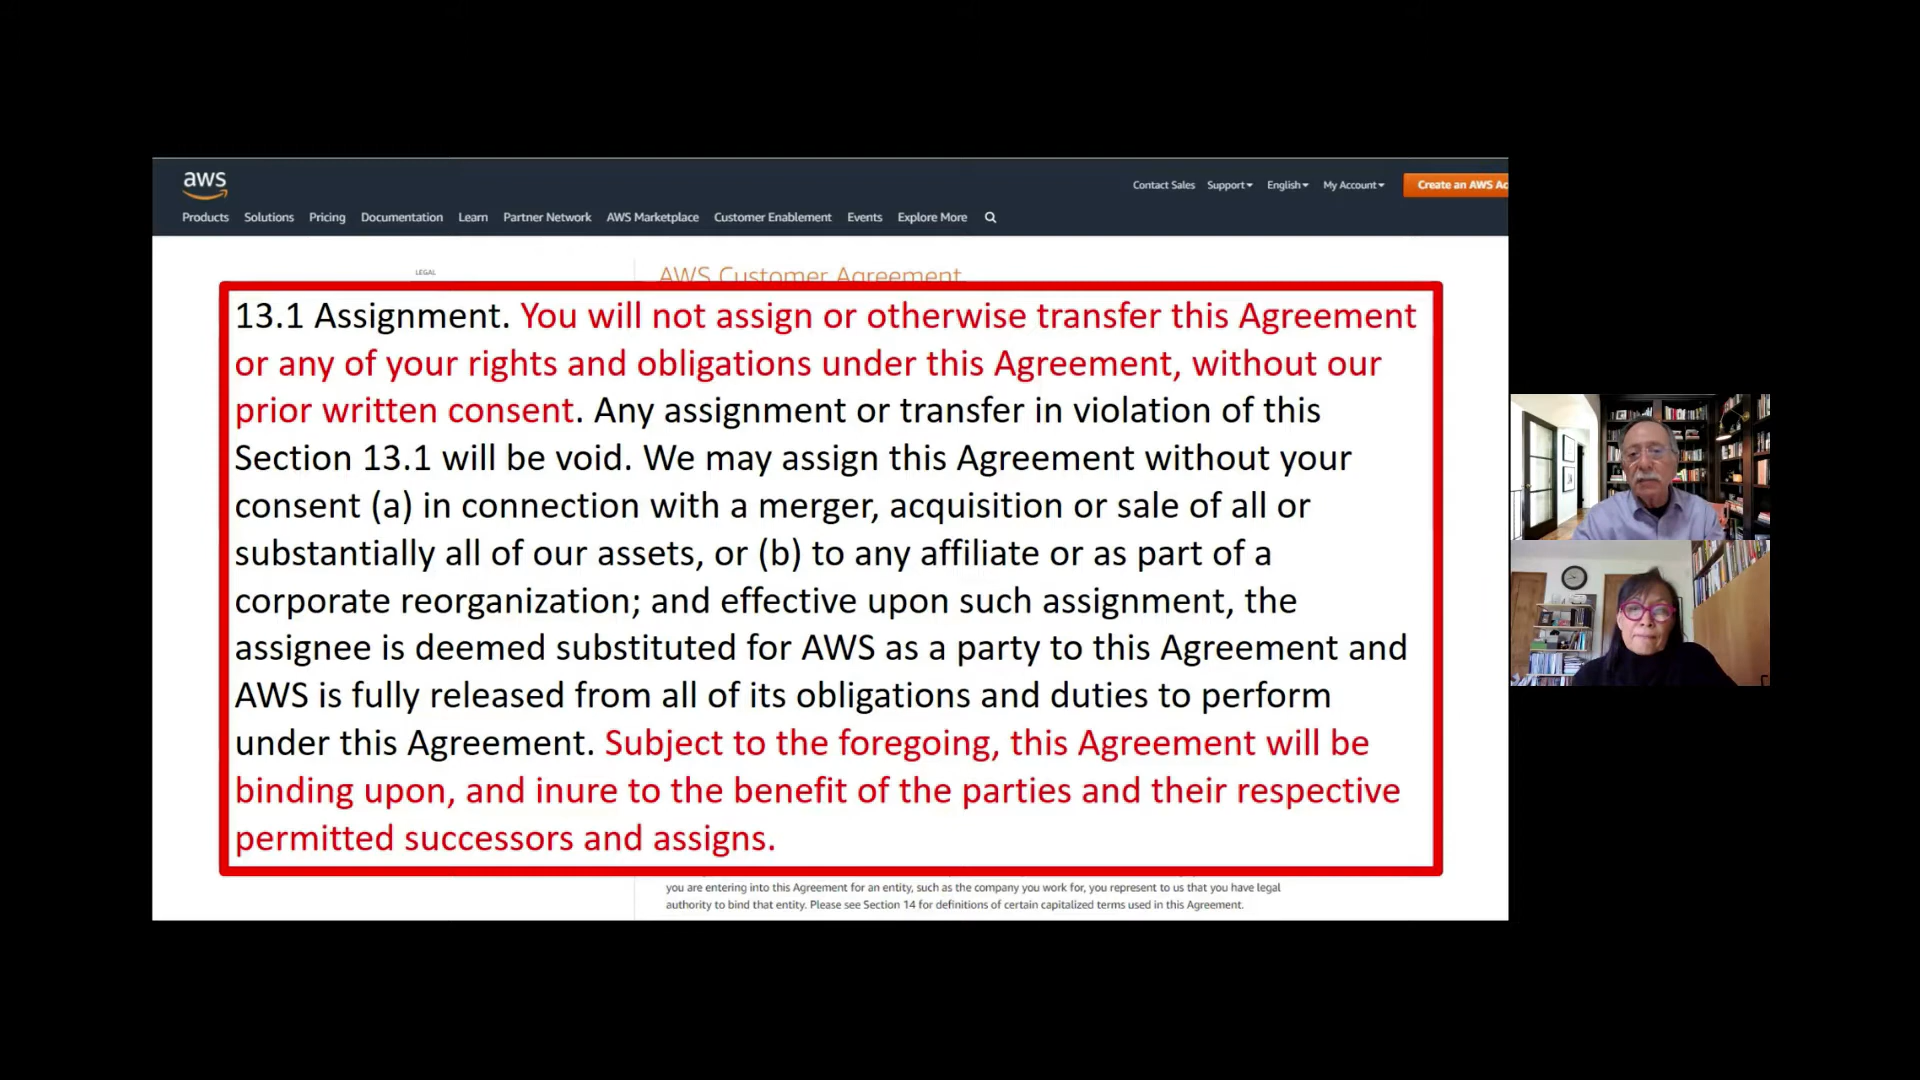 aws
Contact Sales Support English My Account Create an AWS Ac
Products Solutions Pricing Documentation Learn Partner Network AWS Marketplace Customer Enablement Events Explore More
LEGAL
AWS Customer Agreement
13.1 Assignment. You will not assign or otherwise transfer this Agreement
or any of your rights and obligations under this Agreement, without our
prior written consent. Any assignment or transfer in violation of this
Section 13.1 will be void. We may assign this Agreement without your
consent (a) in connection with a merger, acquisition or sale of all or
substantially all of our assets, or (b) to any affiliate or as part of a
corporate reorganization; and effective upon such assignment, the
assignee is deemed substituted for AWS as a party to this Agreement and
AWS is fully released from all of its obligations and duties to perform
under this Agreement. Subject to the foregoing, this Agreement will be
binding upon, and inure to the benefit of the parties and their respective
permitted successors and assigns.
you are entering into this Agreement for an entity, such as the company you work for, you represent to us that you have legal
authority to bind that entity. Please see Section 14 for definitions of certain capitalized terms used in this Agreement.